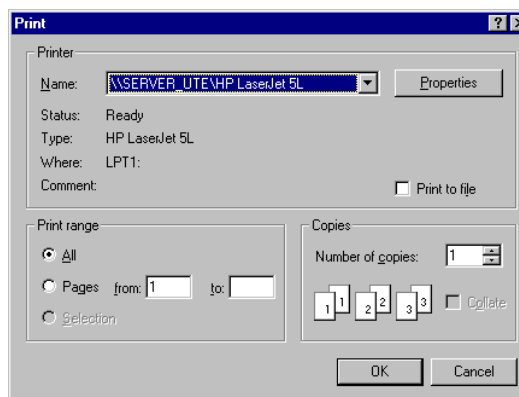 Print
Printer
Name: \\SERVER_UTE\HP LaserJet 5L
Properties
Status: Ready
Type: HP LaserJet 5L
Where: LPT1:
Comment:
Print to file
Print range
All
Pages from: 1 to:
Selection
Copies
Number of copies: 1
1 1 2 2 3 3
Collate
OK
Cancel